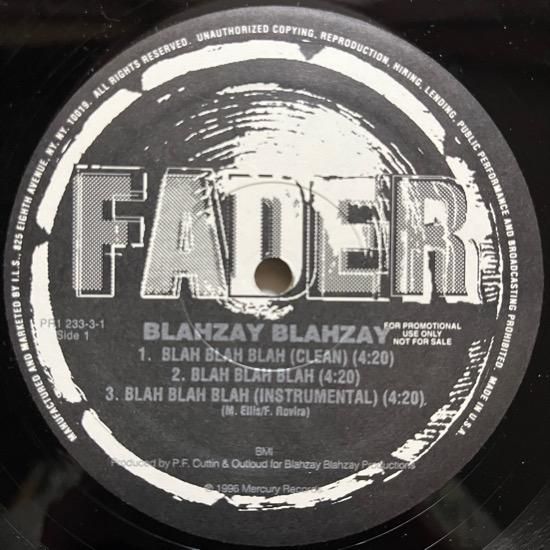 MANUFACTURED AND MARKETED BY I.L.S., 825 EIGHTH AVENUE, NY, NY, 10019. ALL RIGHTS RESERVED. UNAUTHORIZED COPYING, REPRODUCTION, HIRING, LENDING, PUBLIC PERFORMANCE AND BROADCASTING PROHIBITED. MADE IN U.S.A.
FADER
PR1 233-3-1
Side 1
BLAHZAY BLAHZAY
FOR PROMOTIONAL
USE ONLY
NOT FOR SALE
1. BLAH BLAH BLAH (CLEAN) (4:20)
2. BLAH BLAH BLAH (4:20)
3. BLAH BLAH BLAH (INSTRUMENTAL) (4:20)
(M. Ellis/F. Rovira)
BMI
Produced by P.F. Cuttin & Outloud for Blahzay Blahzay Productions
© 1996 Mercury Records